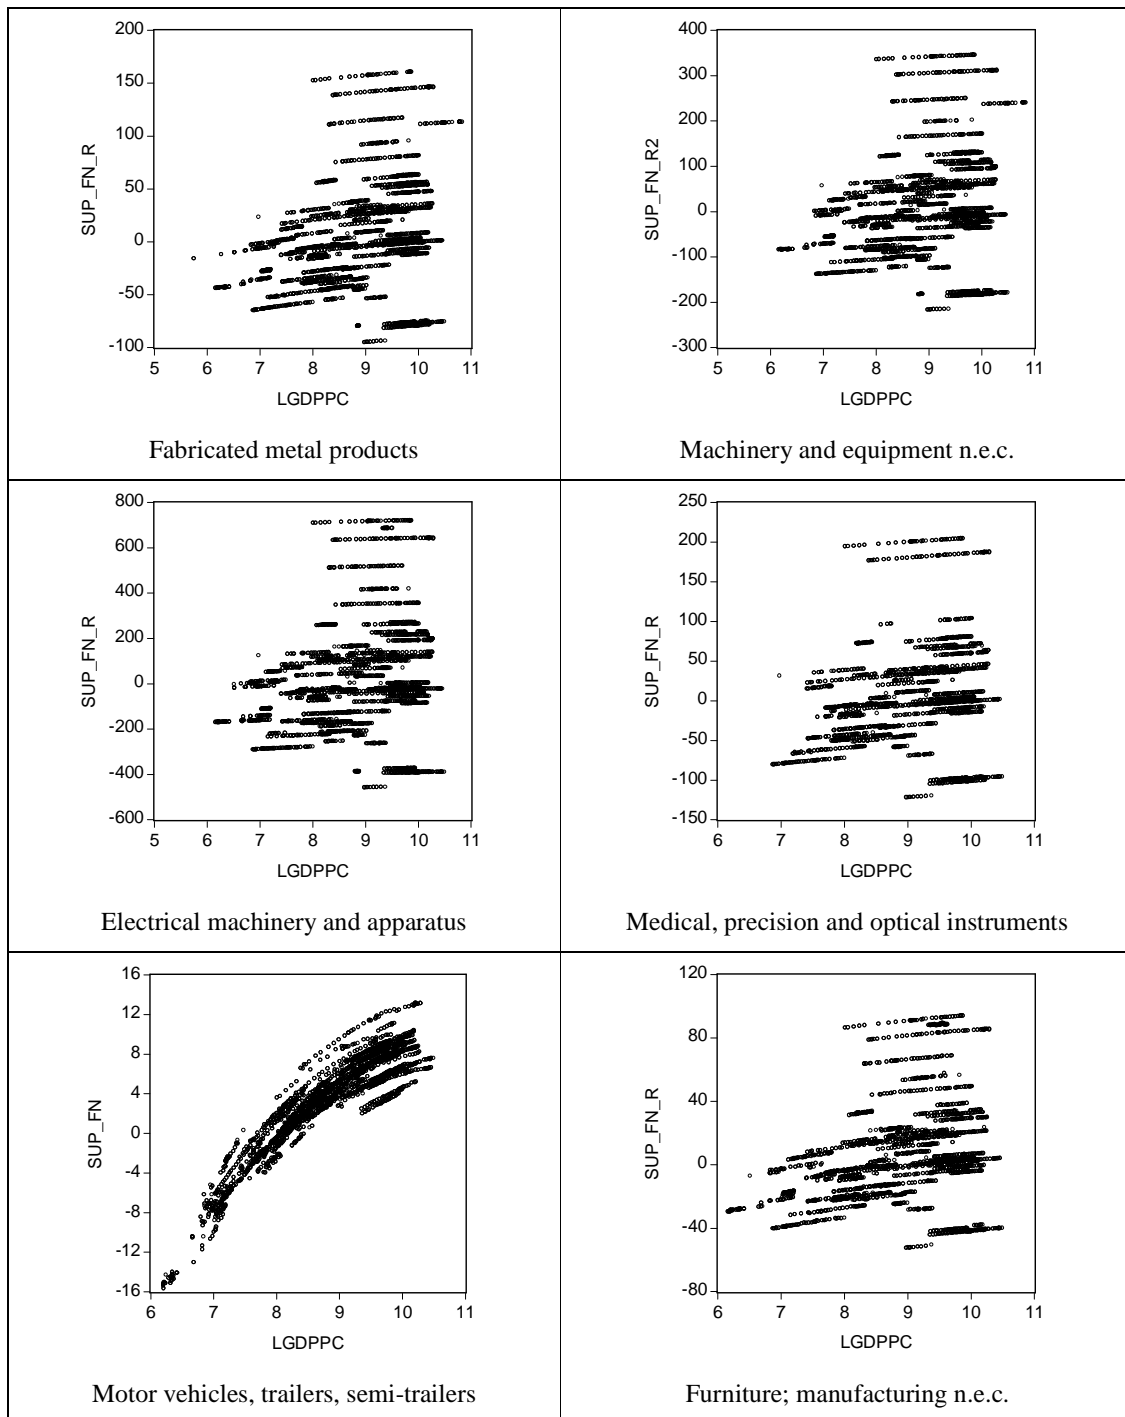 200
150
100
50
0
-50
-100
SUP_FN_R
5 6 7 8 9 10 11
LGDPPC
Fabricated metal products
400
300
200
100
0
-100
-200
-300
SUP_FN_R2
5 6 7 8 9 10 11
LGDPPC
Machinery and equipment n.e.c.
800
600
400
200
0
-200
-400
-600
SUP_FN_R
5 6 7 8 9 10 11
LGDPPC
Electrical machinery and apparatus
250
200
150
100
50
0
-50
-100
-150
SUP_FN_R
6 7 8 9 10 11
LGDPPC
Medical, precision and optical instruments
16
12
8
4
0
-4
-8
-12
-16
SUP_FN
6 7 8 9 10 11
LGDPPC
Motor vehicles, trailers, semi-trailers
120
80
40
0
-40
-80
SUP_FN_R
6 7 8 9 10 11
LGDPPC
Furniture; manufacturing n.e.c.